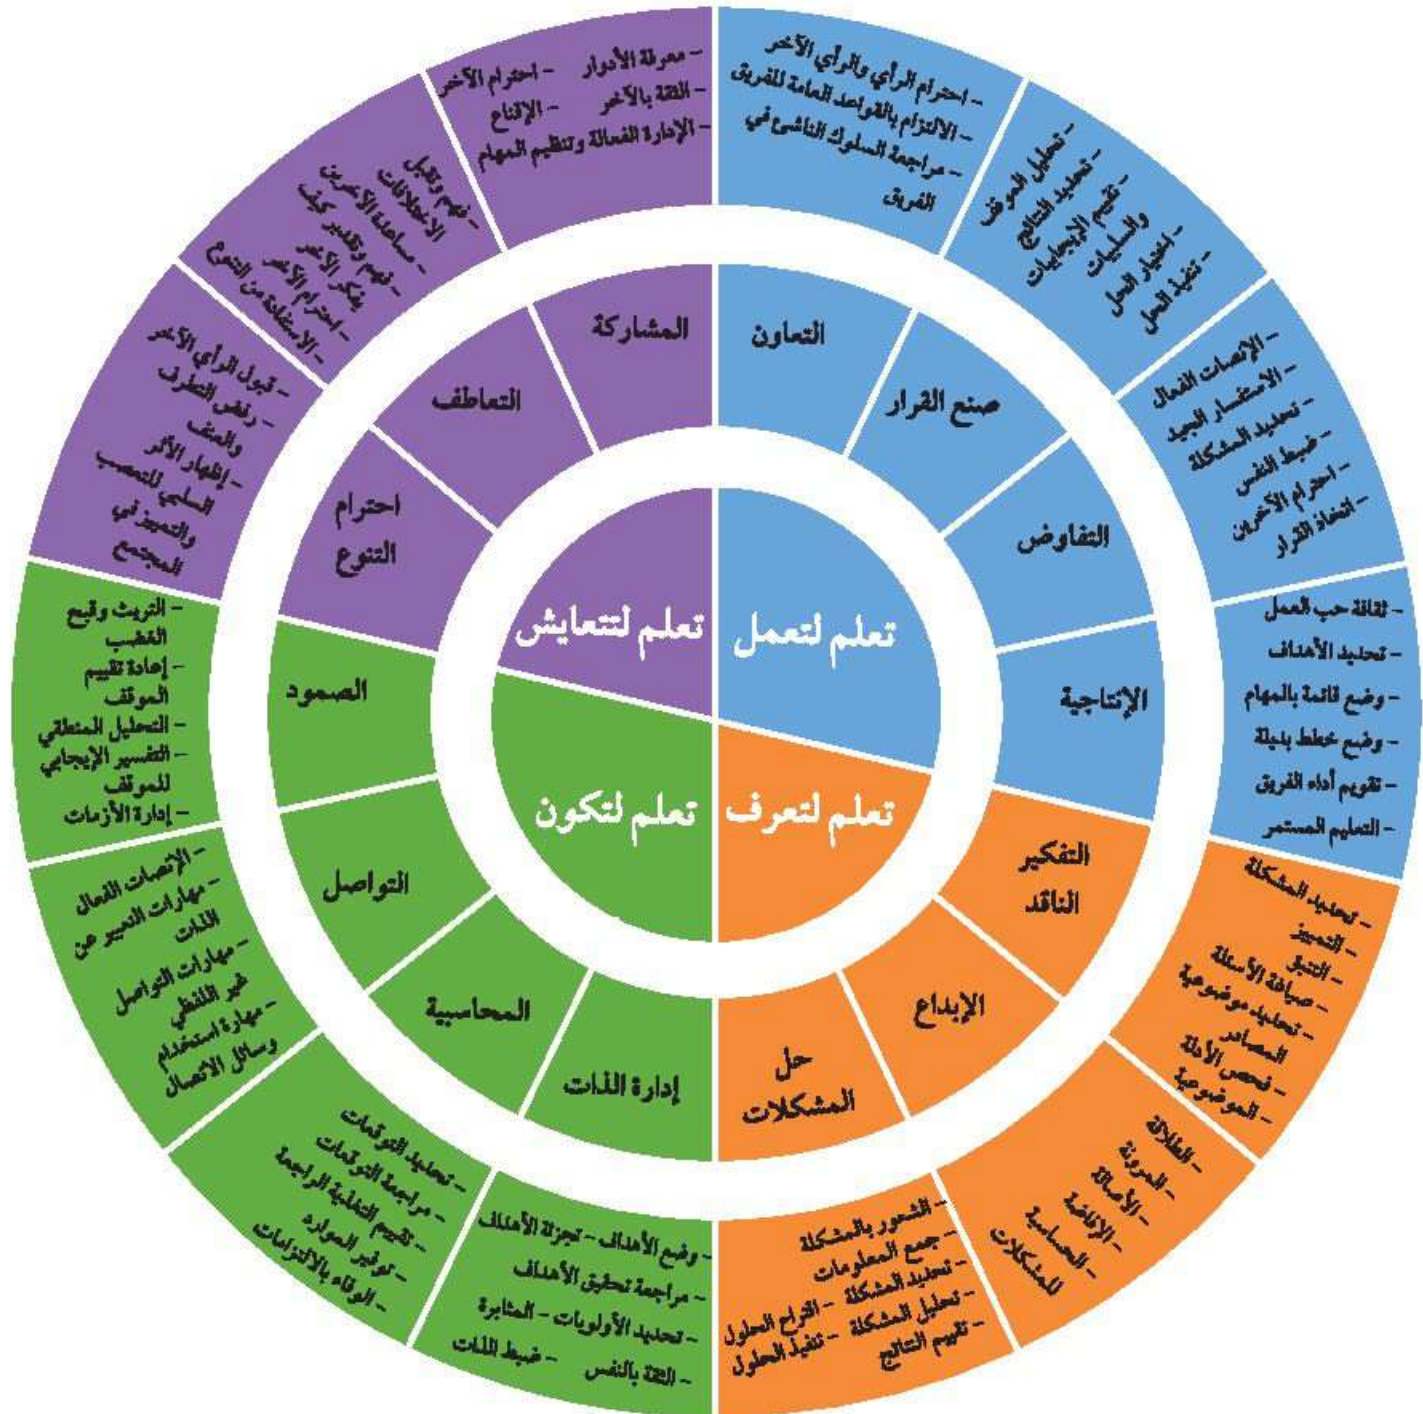 تعلم لتعمل
تعلم لتعرف
تعلم لتكون
تعلم لتتعايش
التعاون
– احترام الرأي والرأي الآخر
– الالتزام بالقواعد العامة للفريق
– مراجعة السلوك الناشئ في
الفريق
صنع القرار
– تحليل الموقف
– تحديد النتائج
– تقييم الإيجابيات
والسلبيات
– اختيار الحل
– تنفيذ الحل
التفاوض
– الإنصات الفعال
– الاستفسار الجيد
– تحديد المشكلة
– ضبط النفس
– احترام الآخرين
– اتخاذ القرار
الإنتاجية
– ثقافة حب العمل
– تحديد الأهداف
– وضع قائمة بالمهام
– وضع خطط بديلة
– تقويم أداء الفريق
– التعليم المستمر
التفكير
الناقد
– تحديد المشكلة
– التمييز
– التنبؤ
– صياغة الأسئلة
– تحديد موضوعية
المصادر
– فحص الأدلة
– الموضوعية
الإبداع
– الطلاقة
– المرونة
– الأصالة
– الإفاضة
– الحساسية
للمشكلات
حل
المشكلات
– الشعور بالمشكلة
– جمع المعلومات
– تحديد المشكلة – اقتراح الحلول
– تحليل المشكلة – تنفيذ الحلول
– تقييم النتائج
إدارة الذات
– وضع الأهداف – تجزئة الأهداف
– مراجعة تحقيق الأهداف
– تحديد الأولويات – المثابرة
– الثقة بالنفس – ضبط الذات
المحاسبية
– تحديد التوقعات
– مراجعة التوقعات
– تقييم التغذية الراجعة
– توفير الموارد
– الوفاء بالالتزامات
التواصل
– الإنصات الفعال
– مهارات التعبير عن
الذات
– مهارات التواصل
غير اللفظي
– مهارة استخدام
وسائل الاتصال
الصمود
– التريث وقبح
الغضب
– إعادة تقييم
الموقف
– التحليل المنطقي
– التفسير الإيجابي
للموقف
– إدارة الأزمات
احترام
التنوع
– قبول الرأي الآخر
– رفض التطرف
والعنف
– إظهار الأثر
السلبي للتعصب
والتمييز في
المجتمع
التعاطف
– فهم وتقبل
الاختلافات
– مساعدة الآخرين
– فهم وتقدير كيف
يفكر الآخر
– احترام الآخر
– الاستفادة من التنوع
المشاركة
– معرفة الأدوار – احترام الآخر
– الثقة بالآخر – الإقناع
– الإدارة الفعالة وتنظيم المهام